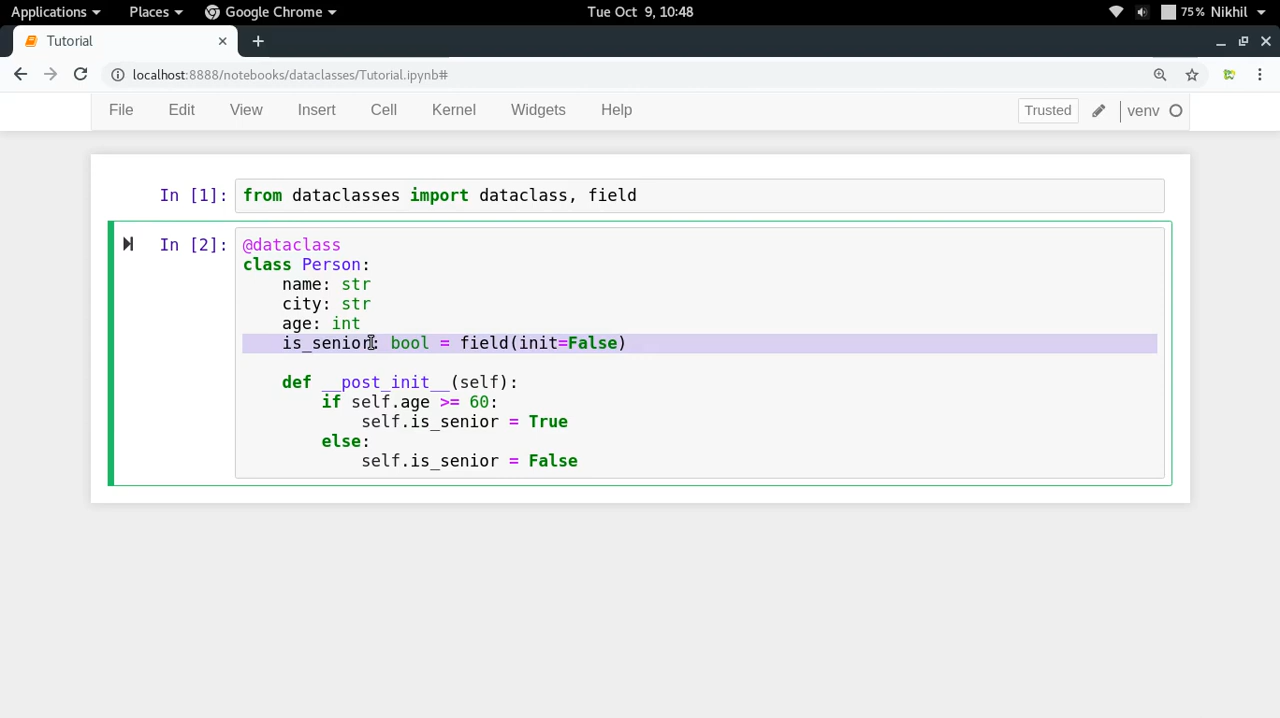 Applications Places Google Chrome Tue Oct 9, 10:48 75% Nikhil
Tutorial
localhost:8888/notebooks/dataclasses/Tutorial.ipynb#
File Edit View Insert Cell Kernel Widgets Help Trusted venv
In [1]: from dataclasses import dataclass, field
In [2]: @dataclass
class Person:
    name: str
    city: str
    age: int
    is_senior: bool = field(init=False)
    def __post_init__(self):
        if self.age >= 60:
            self.is_senior = True
        else:
            self.is_senior = False